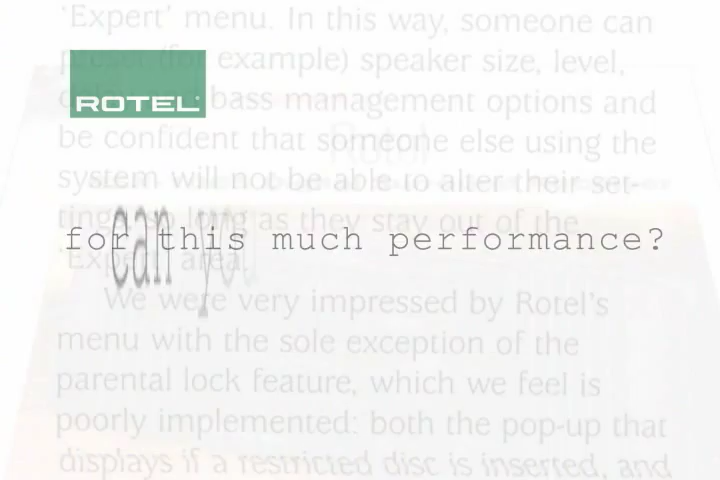 'Expert' menu. In this way, someone can
(for example) speaker size, level,
ROTEL
bass management options and
be confident that someone else using the
Rotel
system will not be able to alter their set-
as they stay out of the
can you
for this much performance?
area.
We were very impressed by Rotel's
menu with the sole exception of the
parental lock feature, which we feel is
poorly implemented: both the pop-up that
displays if a restricted disc is inserted, and